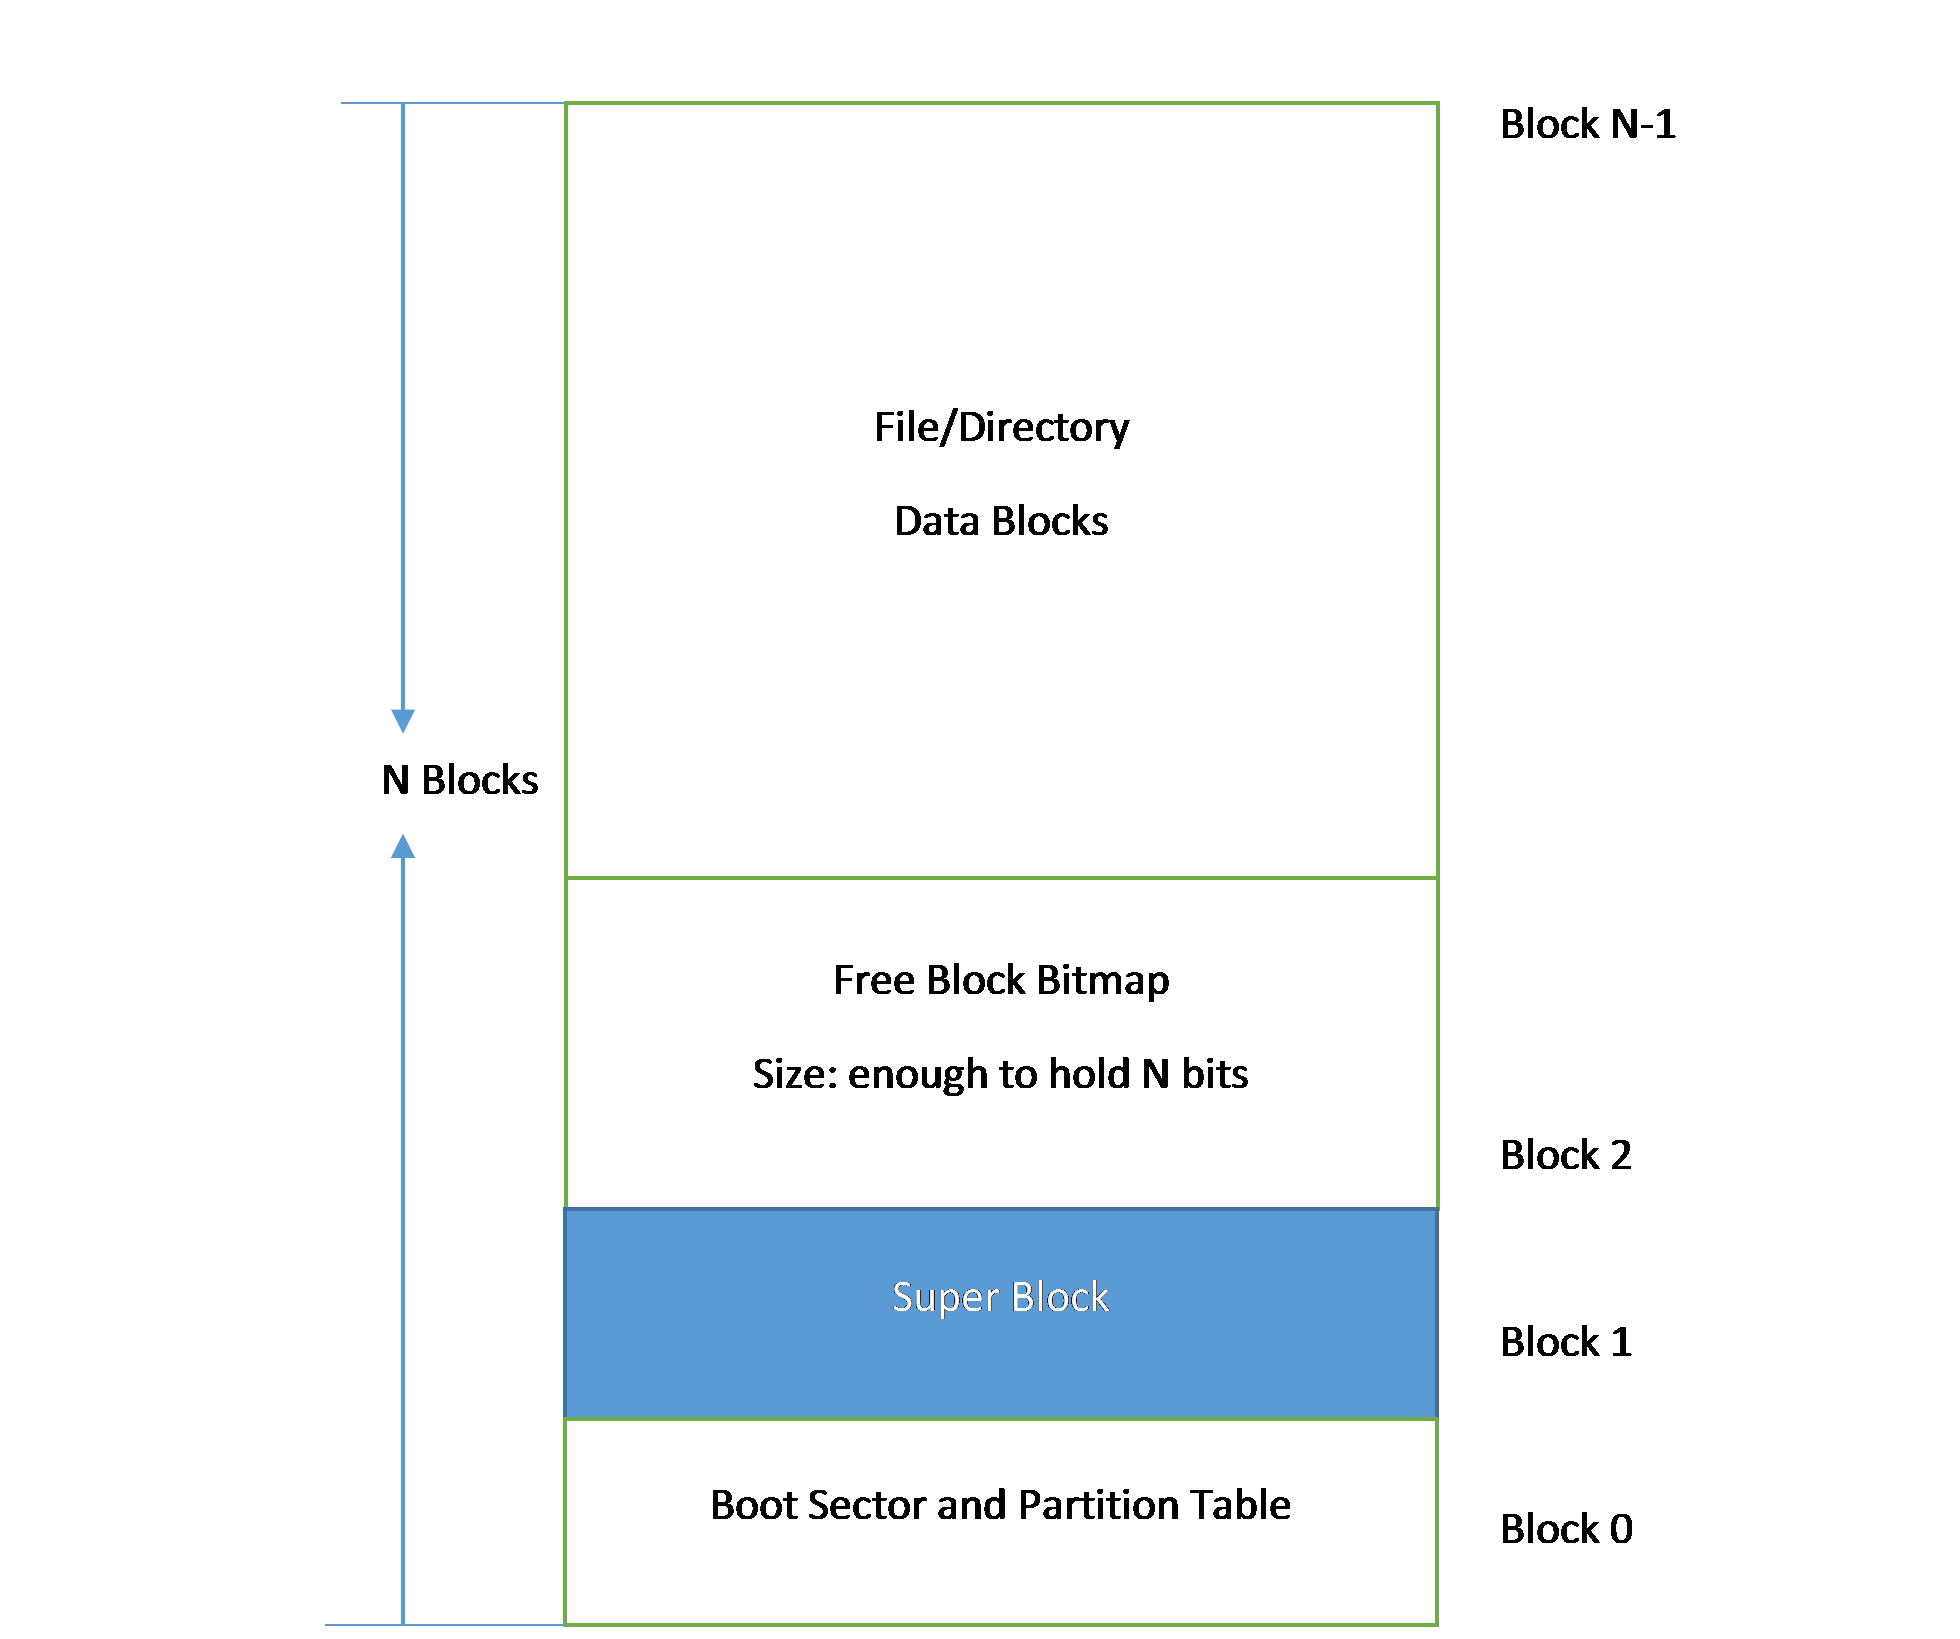 Block N-1
File/Directory
Data Blocks
N Blocks
Free Block Bitmap
Size: enough to hold N bits
Block 2
Super Block
Block 1
Boot Sector and Partition Table
Block 0